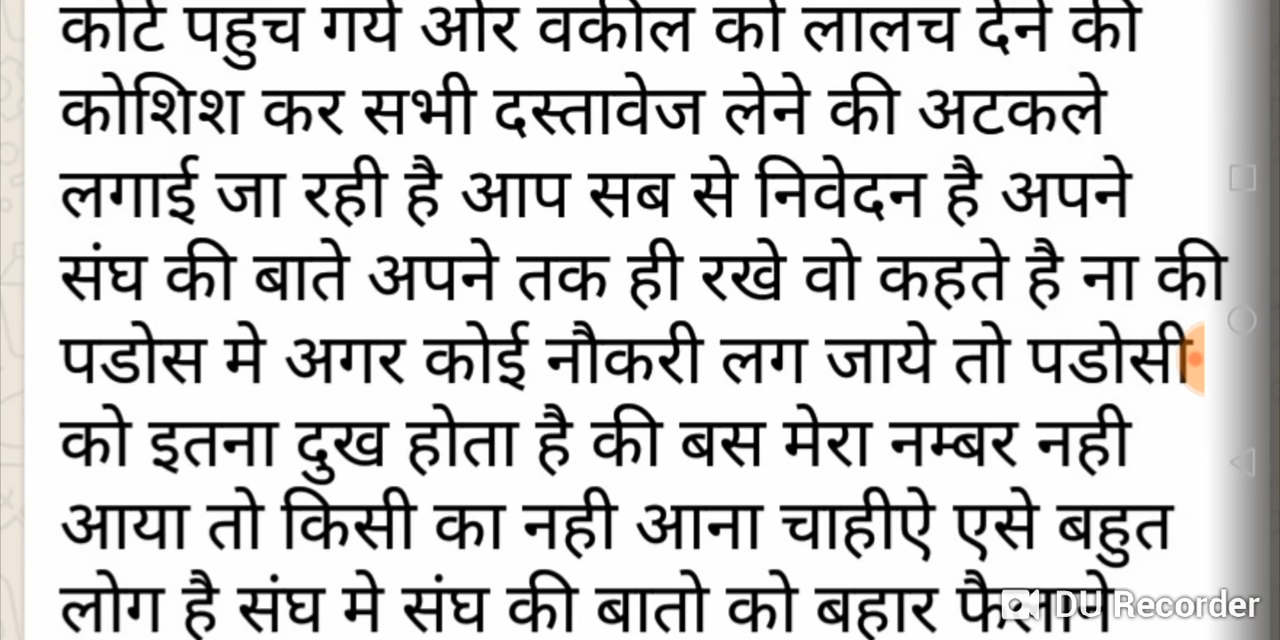 कोर्ट पहुच गये और वकील को लालच देने की
कोशिश कर सभी दस्तावेज लेने की अटकले
लगाई जा रही है आप सब से निवेदन है अपने
संघ की बाते अपने तक ही रखे वो कहते है ना की
पडोस मे अगर कोई नौकरी लग जाये तो पडोसी
को इतना दुख होता है की बस मेरा नम्बर नही
आया तो किसी का नही आना चाहीऐ एसे बहुत
लोग है संघ मे संघ की बातो को बहार फैलाने
DU Recorder